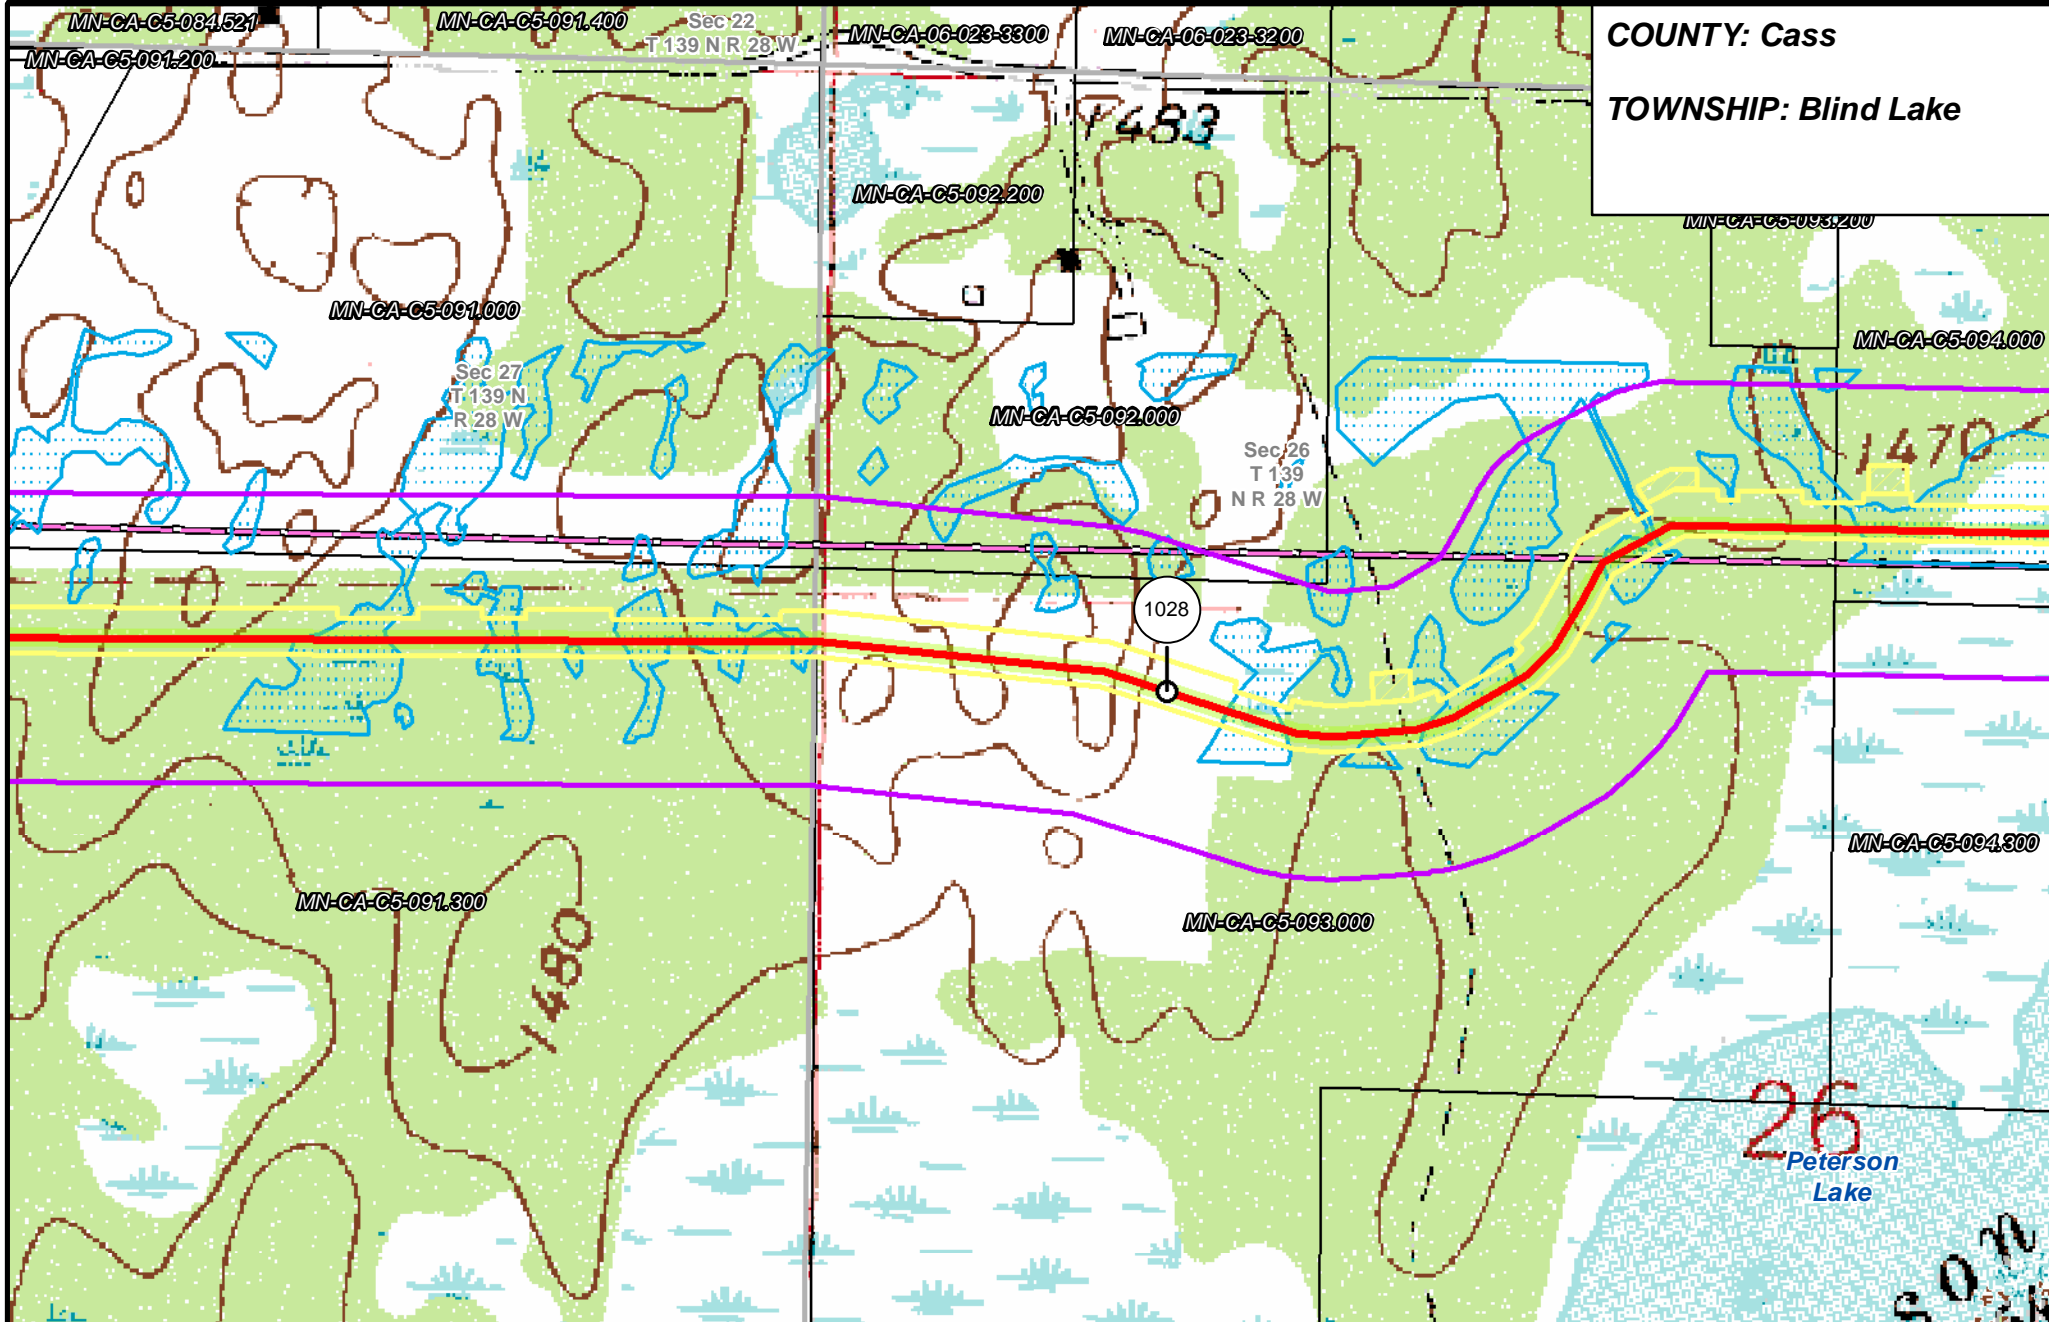 MN-CA-C5-084.521
MN-CA-C5-091.400
Sec 22
T 139 N R 28 W
MN-CA-06-023-3300
MN-CA-06-023-3200
COUNTY: Cass
TOWNSHIP: Blind Lake
MN-CA-C5-091.200
1483
MN-CA-C5-092.200
MN-CA-C5-093.200
MN-CA-C5-091.000
MN-CA-C5-094.000
Sec 27
T 139 N
R 28 W
MN-CA-C5-092.000
1470
Sec 26
T 139
N R 28 W
1028
MN-CA-C5-094.300
MN-CA-C5-091.300
MN-CA-C5-093.000
1480
26
Peterson
Lake
son